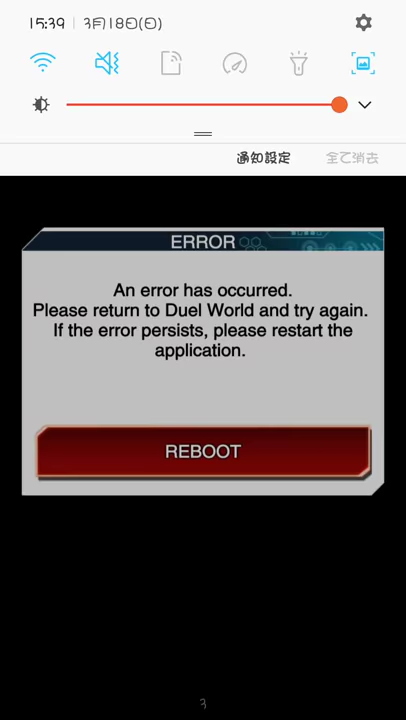 15:39 3月18日(日)
通知設定 全て消去
ERROR
An error has occurred.
Please return to Duel World and try again.
If the error persists, please restart the
application.
REBOOT